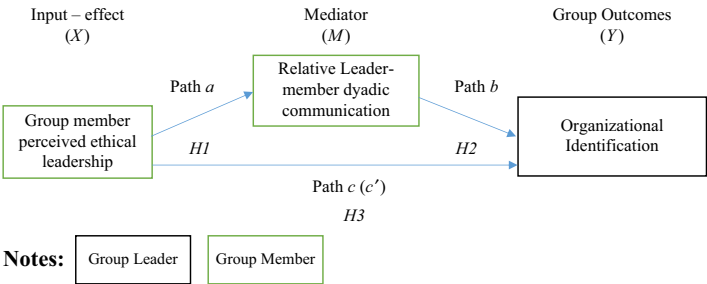 Input – effect
(X)
Mediator
(M)
Group Outcomes
(Y)
Relative Leader-
member dyadic
communication
Path a
Path b
Group member
perceived ethical
leadership
Organizational
Identification
H1
H2
Path c (c′)
H3
Notes:
Group Leader
Group Member